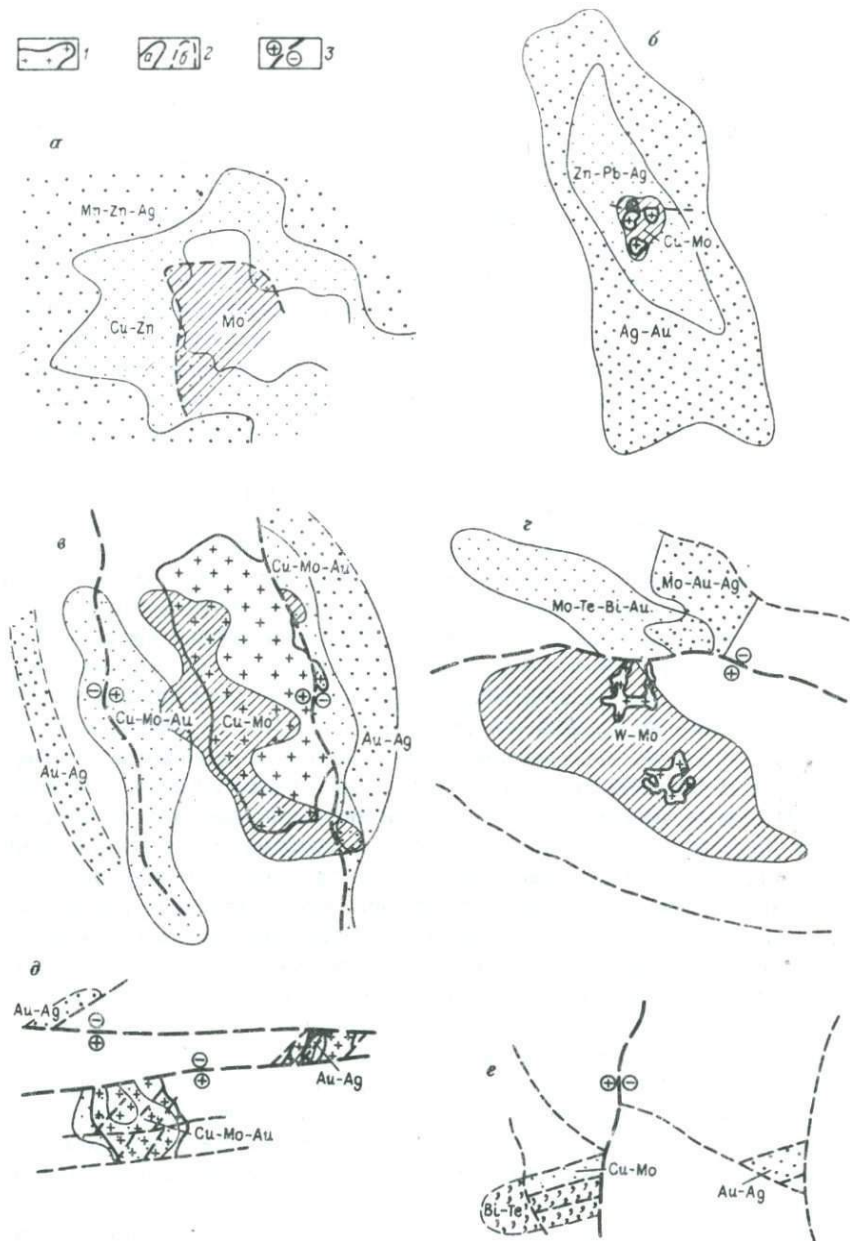 1
а
б
2
3
а
Mn-Zn-Ag
Cu-Zn
Mo
б
Zn-Pb-Ag
Cu-Mo
Ag-Au
в
Cu-Mo-Au
Cu-Mo-Au
Cu-Mo
Au-Ag
Au-Ag
г
Mo-Te-Bi-Au
Mo-Au-Ag
W-Mo
д
Au-Ag
Au-Ag
Cu-Mo-Au
е
Cu-Mo
Bi-Te
Au-Ag